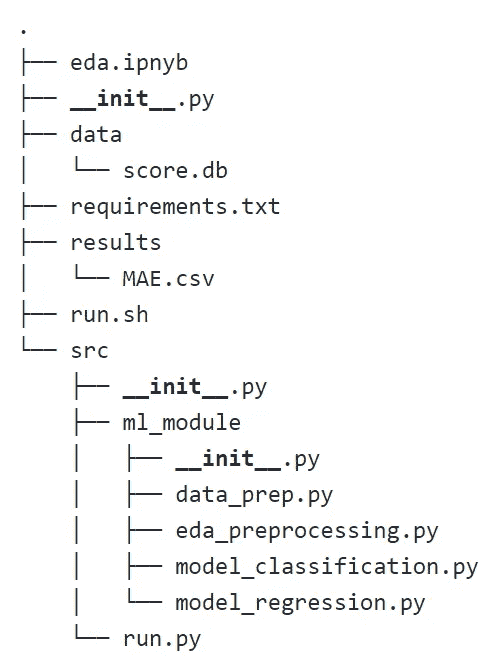 .
├── eda.ipnyb
├── __init__.py
├── data
│   └── score.db
├── requirements.txt
├── results
│   └── MAE.csv
├── run.sh
└── src
    ├── __init__.py
    ├── ml_module
    │   ├── __init__.py
    │   ├── data_prep.py
    │   ├── eda_preprocessing.py
    │   ├── model_classification.py
    │   └── model_regression.py
    └── run.py